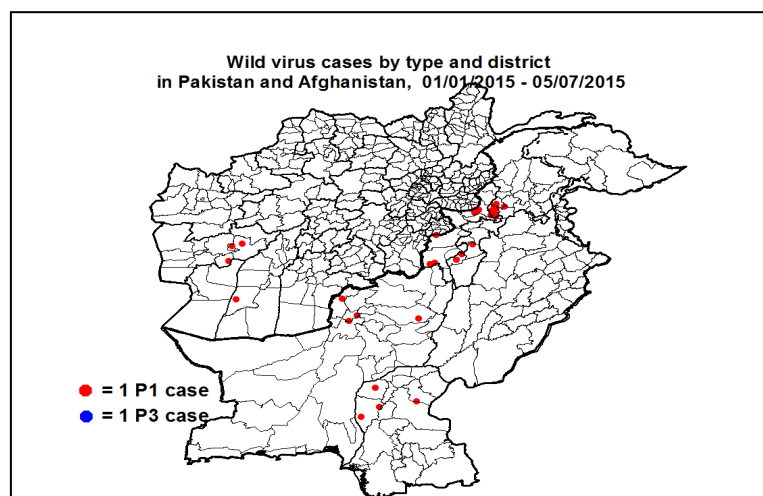 Wild virus cases by type and district
in Pakistan and Afghanistan, 01/01/2015 - 05/07/2015
= 1 P1 case
= 1 P3 case